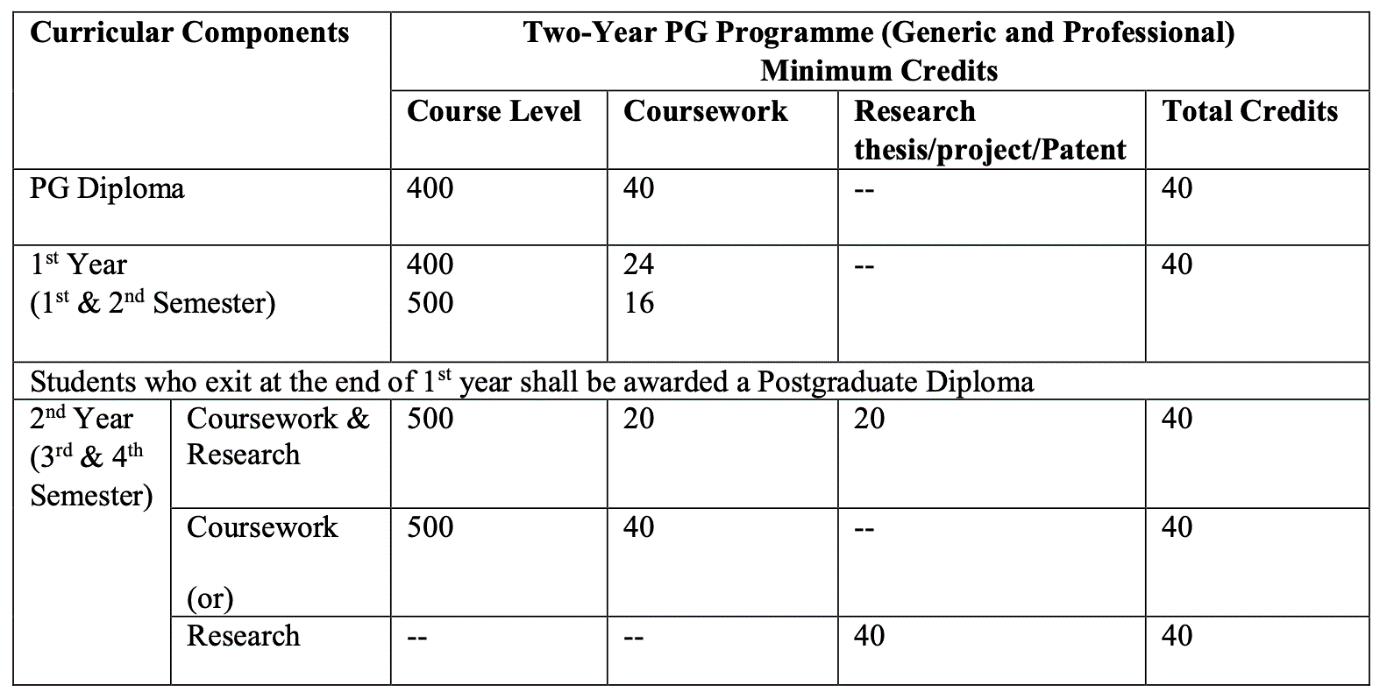 Curricular Components
Two-Year PG Programme (Generic and Professional)
Minimum Credits
Course Level
Coursework
Research
thesis/project/Patent
Total Credits
PG Diploma
400
40
--
40
1st Year
(1st & 2nd Semester)
400
500
24
16
--
40
Students who exit at the end of 1st year shall be awarded a Postgraduate Diploma
2nd Year
(3rd & 4th
Semester)
Coursework &
Research
500
20
20
40
Coursework
(or)
500
40
--
40
Research
--
--
40
40